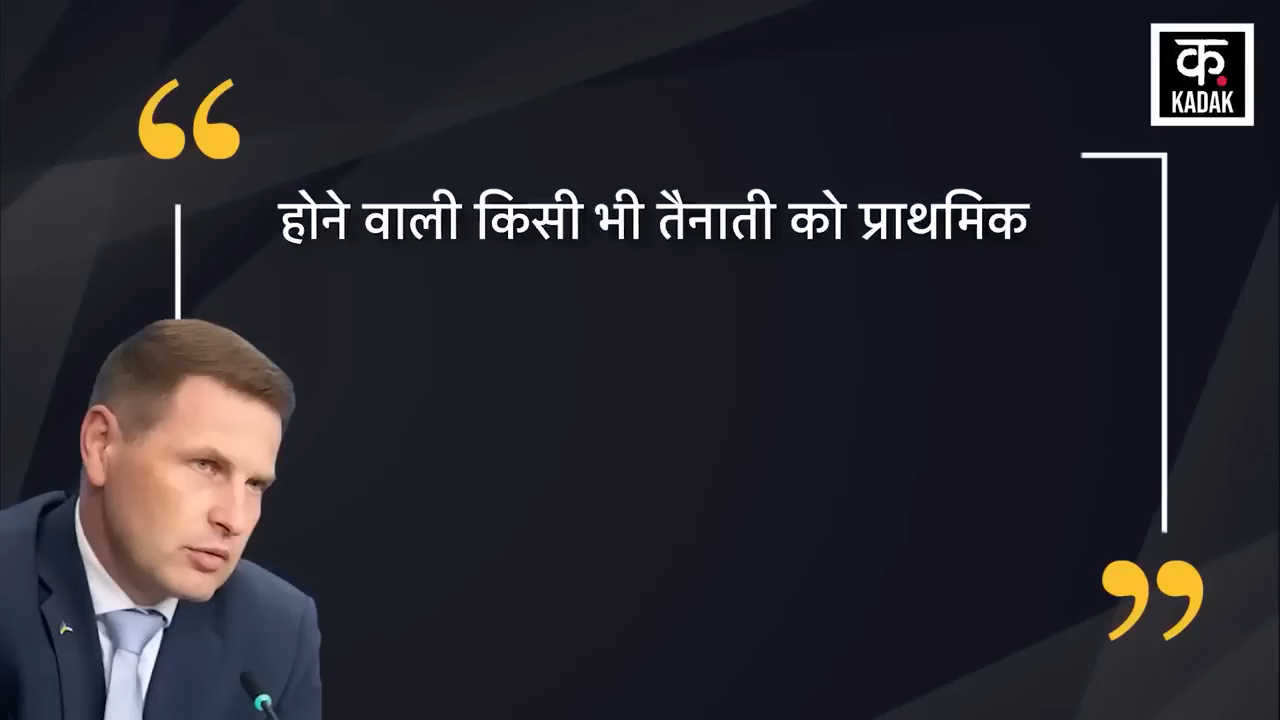 क
KADAK
होने वाली किसी भी तैनाती को प्राथमिक